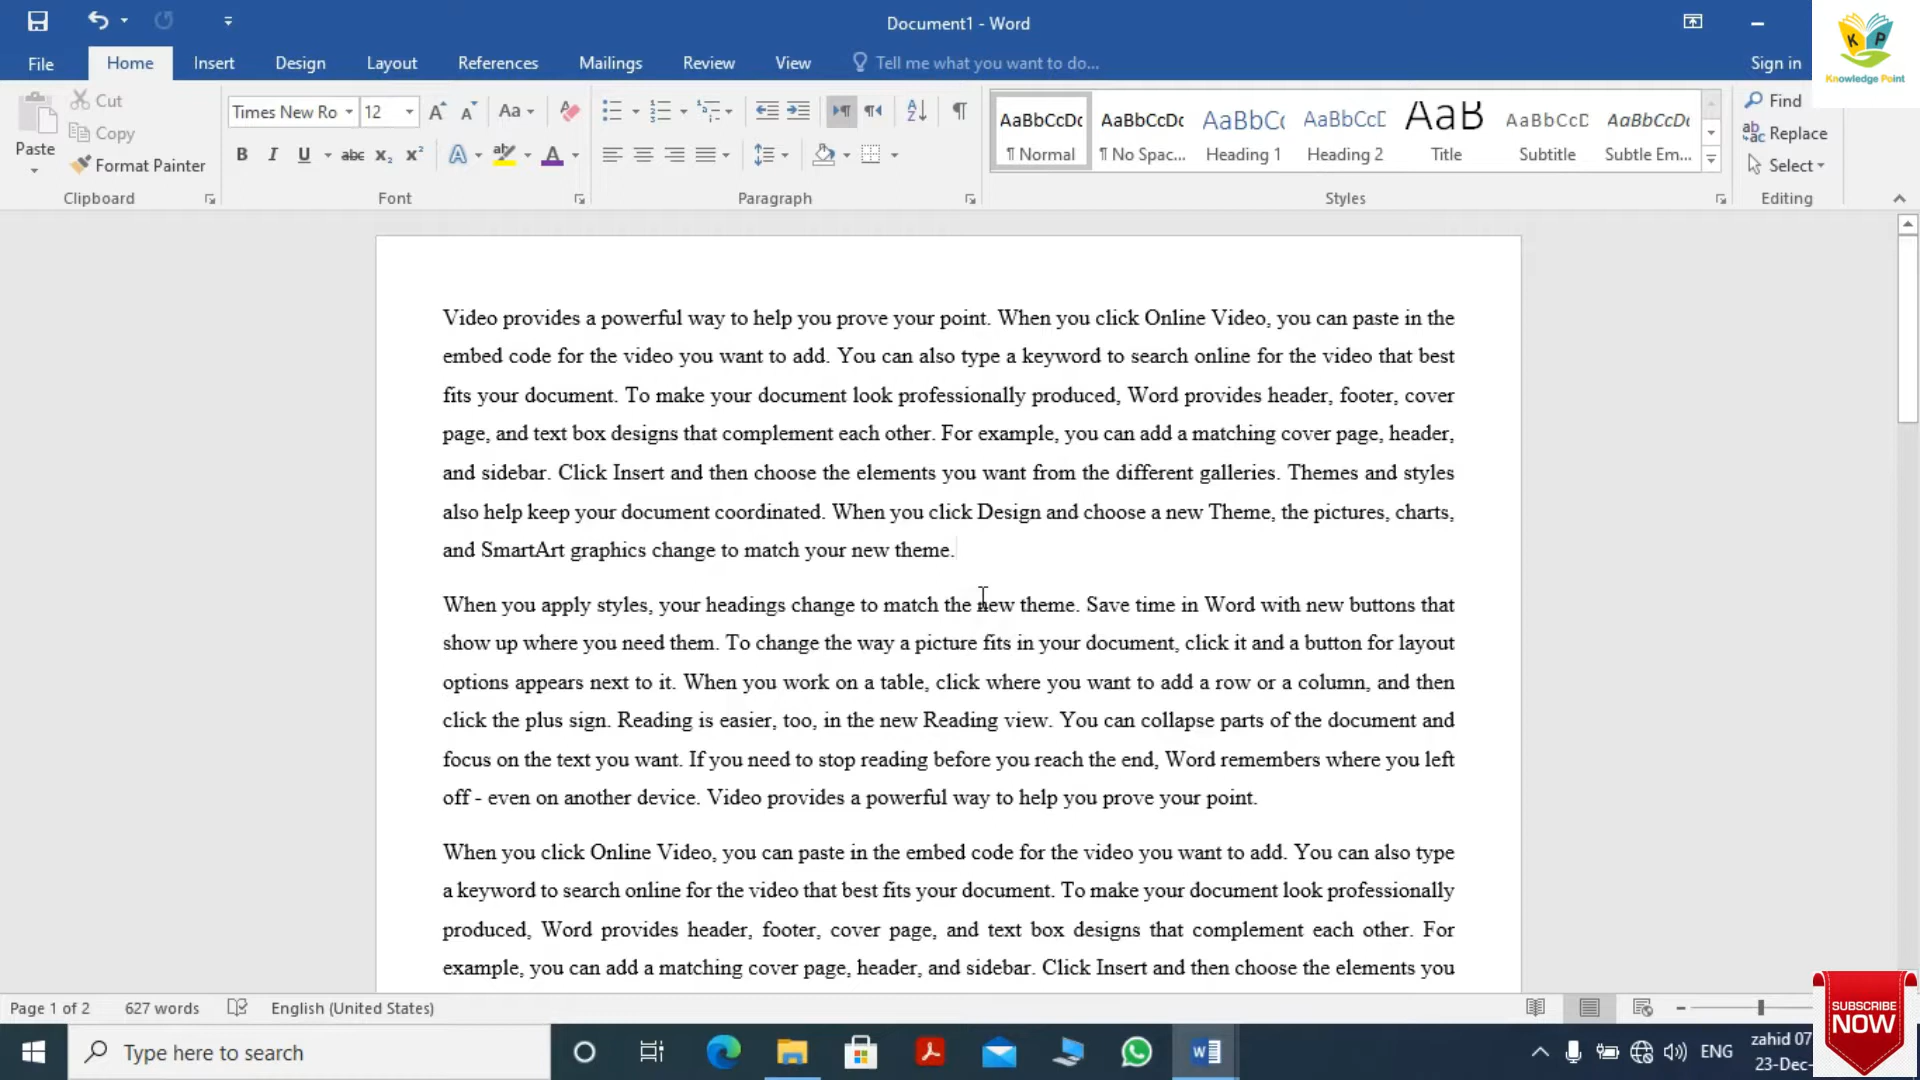 Document1 - Word
File Home Insert Design Layout References Mailings Review View Tell me what you want to do... Sign in
K P
Knowledge Point
Paste
Cut
Copy
Format Painter
Clipboard
Times New Ro 12
Aa
B I U abc X₂ X² A ab A
Font
A Z
Paragraph
AaBbCcDc AaBbCcDc AaBbC AaBbCcD AaB AaBbCcD AaBbCcDc
¶ Normal ¶ No Spac... Heading 1 Heading 2 Title Subtitle Subtle Em...
Styles
Find
Replace
Select
Editing
Video provides a powerful way to help you prove your point. When you click Online Video, you can paste in the
embed code for the video you want to add. You can also type a keyword to search online for the video that best
fits your document. To make your document look professionally produced, Word provides header, footer, cover
page, and text box designs that complement each other. For example, you can add a matching cover page, header,
and sidebar. Click Insert and then choose the elements you want from the different galleries. Themes and styles
also help keep your document coordinated. When you click Design and choose a new Theme, the pictures, charts,
and SmartArt graphics change to match your new theme.
When you apply styles, your headings change to match the new theme. Save time in Word with new buttons that
show up where you need them. To change the way a picture fits in your document, click it and a button for layout
options appears next to it. When you work on a table, click where you want to add a row or a column, and then
click the plus sign. Reading is easier, too, in the new Reading view. You can collapse parts of the document and
focus on the text you want. If you need to stop reading before you reach the end, Word remembers where you left
off - even on another device. Video provides a powerful way to help you prove your point.
When you click Online Video, you can paste in the embed code for the video you want to add. You can also type
a keyword to search online for the video that best fits your document. To make your document look professionally
produced, Word provides header, footer, cover page, and text box designs that complement each other. For
example, you can add a matching cover page, header, and sidebar. Click Insert and then choose the elements you
Page 1 of 2 627 words English (United States)
SUBSCRIBE
NOW
Type here to search
ENG
zahid 07
23-Dec-